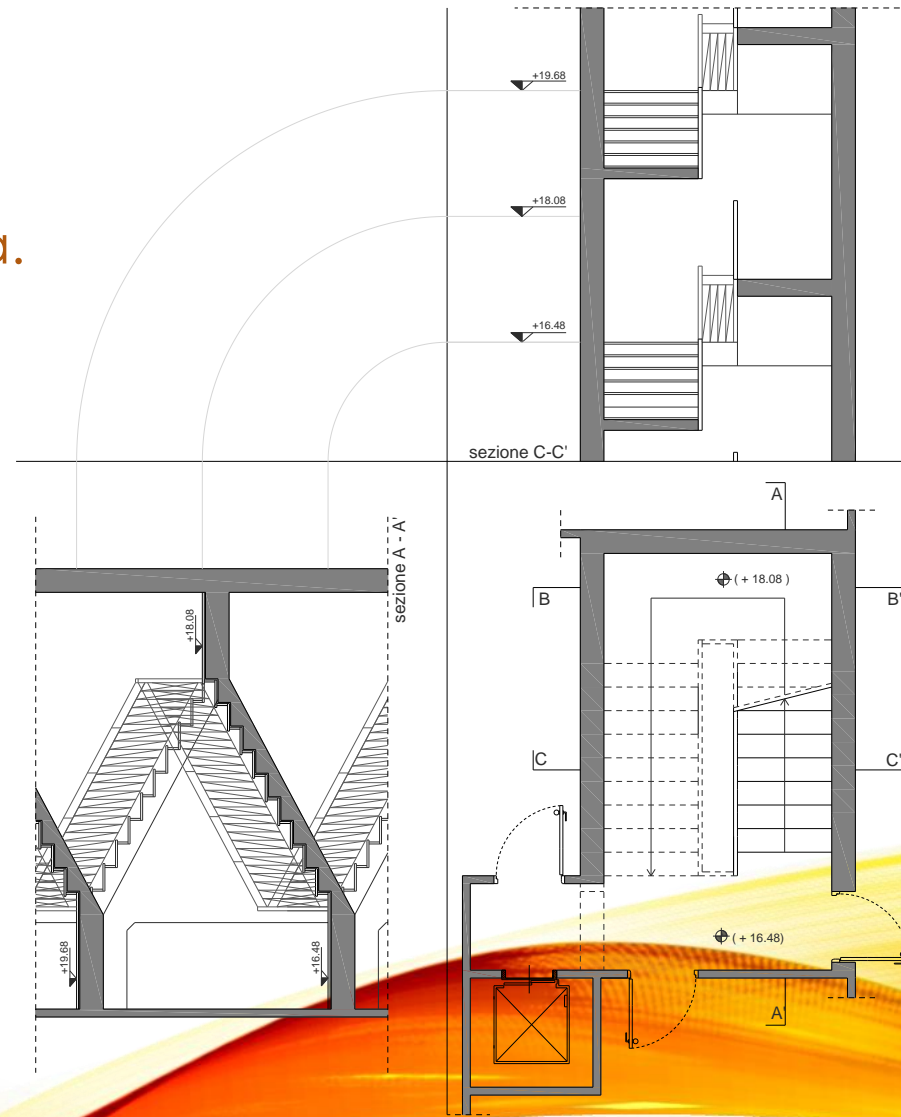 a.
+19.68
+18.08
+16.48
sezione C-C'
sezione A - A'
+18.08
+19.68
+16.48
A
( + 18.08 )
B
B'
C
C'
( + 16.48)
A'